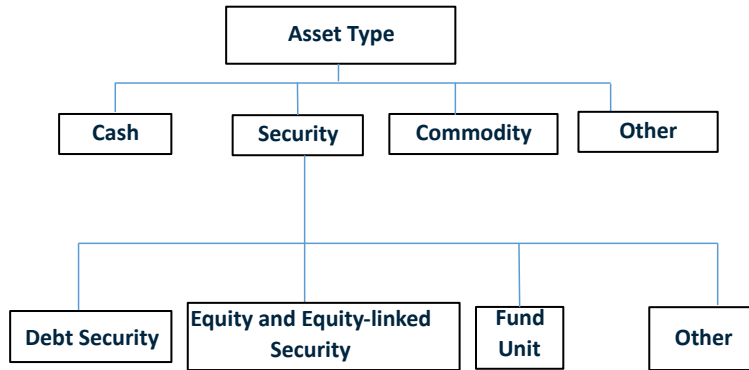 Asset Type
Cash
Security
Commodity
Other
Debt Security
Equity and Equity-linked
Security
Fund
Unit
Other